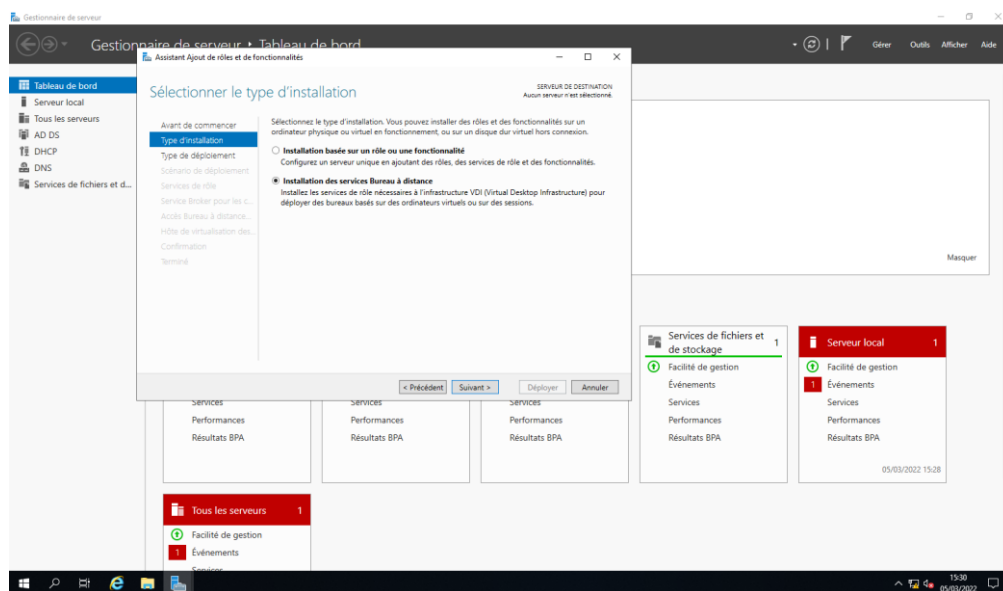 Gestionnaire de serveur
Gestionnaire de serveur • Tableau de bord
Gérer Outils Afficher Aide
Tableau de bord
Serveur local
Tous les serveurs
AD DS
DHCP
DNS
Services de fichiers et d...
Assistant Ajout de rôles et de fonctionnalités
Sélectionner le type d'installation
SERVEUR DE DESTINATION
Aucun serveur n'est sélectionné.
Avant de commencer
Type d'installation
Type de déploiement
Scénario de déploiement
Services de rôle
Service Broker pour les c...
Accès Bureau à distance...
Hôte de virtualisation des...
Confirmation
Terminé
Sélectionnez le type d'installation. Vous pouvez installer des rôles et des fonctionnalités sur un
ordinateur physique ou virtuel en fonctionnement, ou sur un disque dur virtuel hors connexion.
Installation basée sur un rôle ou une fonctionnalité
Configurez un serveur unique en ajoutant des rôles, des services de rôle et des fonctionnalités.
Installation des services Bureau à distance
Installez les services de rôle nécessaires à l'infrastructure VDI (Virtual Desktop Infrastructure) pour
déployer des bureaux basés sur des ordinateurs virtuels ou sur des sessions.
< Précédent Suivant > Déployer Annuler
Masquer
Services Services Services
Performances Performances Performances
Résultats BPA Résultats BPA Résultats BPA
Services de fichiers et
de stockage 1
Facilité de gestion
Événements
Services
Performances
Résultats BPA
Serveur local 1
Facilité de gestion
1 Événements
Services
Performances
Résultats BPA
05/03/2022 15:28
Tous les serveurs 1
Facilité de gestion
1 Événements
Services
15:30
05/03/2022